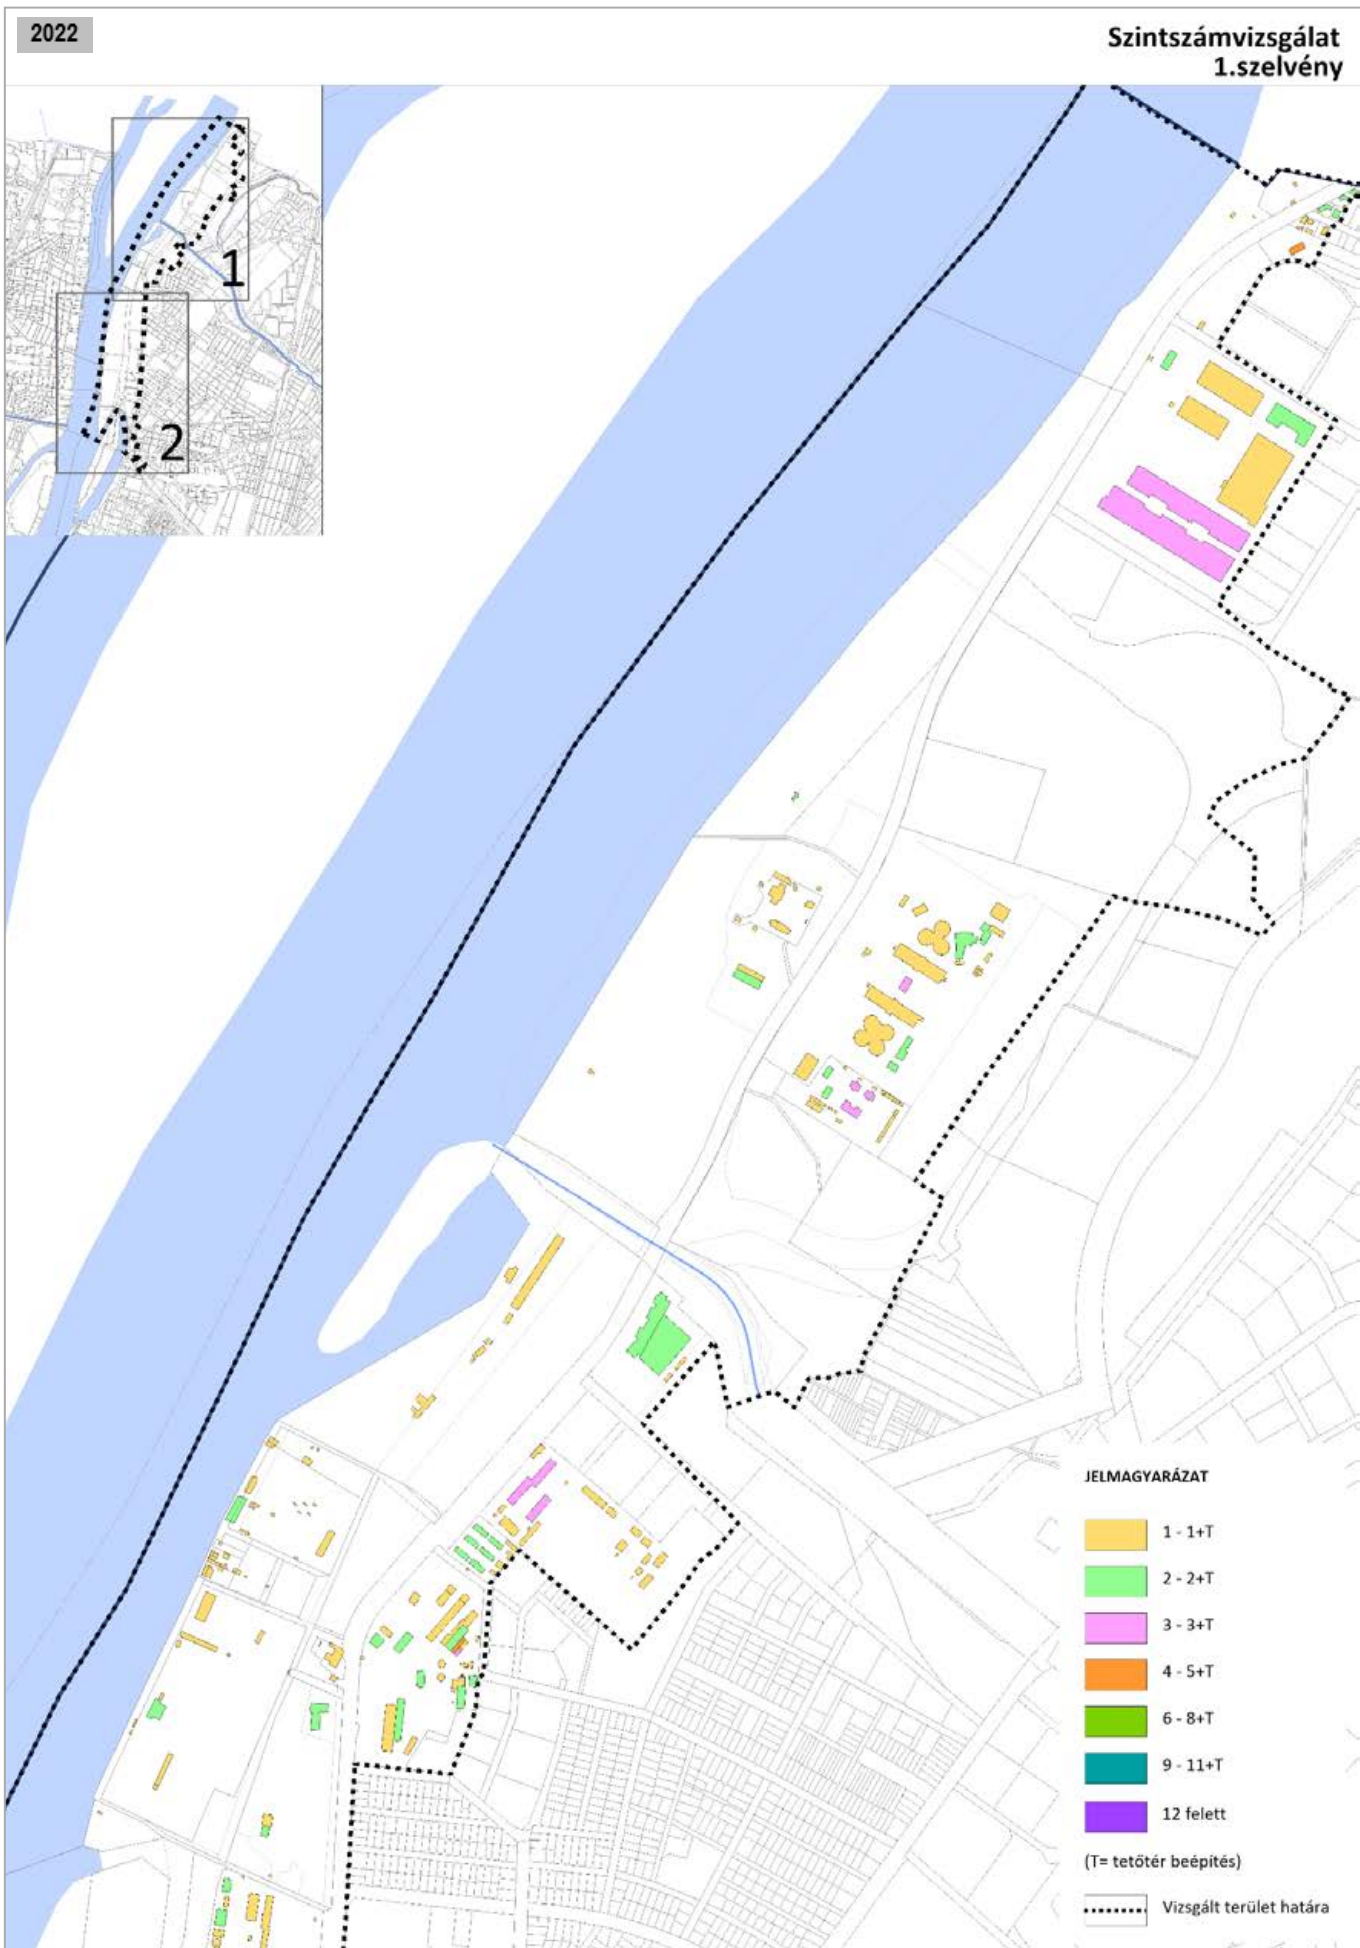 2022
Szintszámvizsgálat
1.szelvény
1
2
JELMAGYARÁZAT
1 - 1+T
2 - 2+T
3 - 3+T
4 - 5+T
6 - 8+T
9 - 11+T
12 felett
(T= tetőtér beépítés)
Vizsgált terület határa